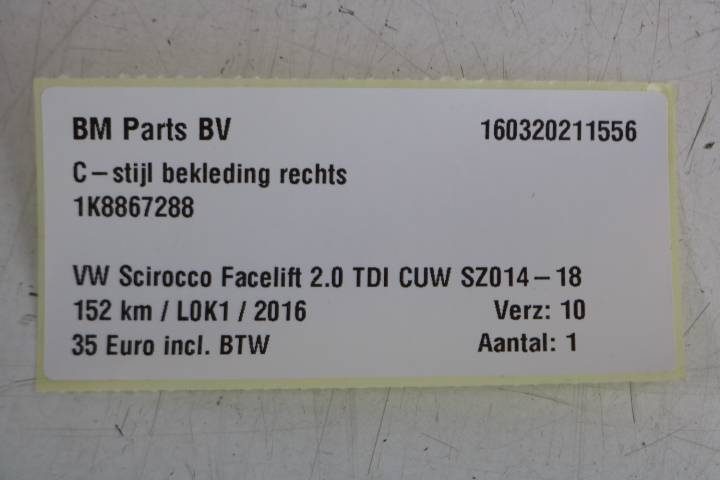 BM Parts BV 160320211556
C-stijl bekleding rechts
1K8867288
VW Scirocco Facelift 2.0 TDI CUW SZ014-18
152 km / L0K1 / 2016 Verz: 10
35 Euro incl. BTW Aantal: 1